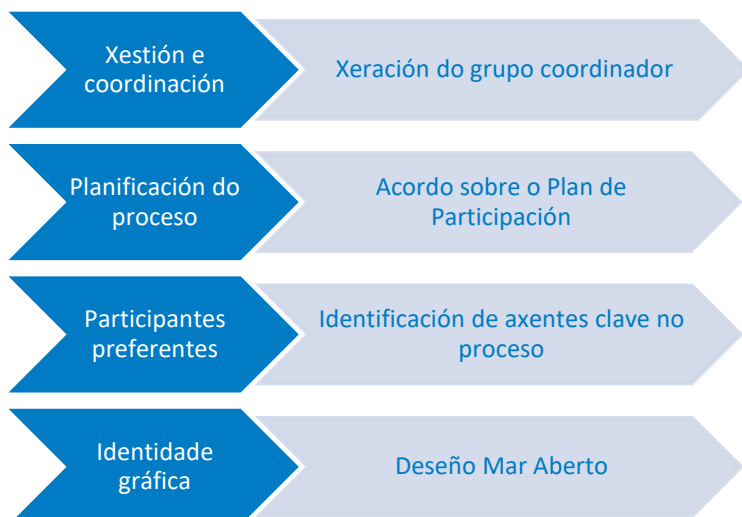 Xestión e
coordinación
Xeración do grupo coordinador
Planificación do
proceso
Acordo sobre o Plan de
Participación
Participantes
preferentes
Identificación de axentes clave no
proceso
Identidade
gráfica
Deseño Mar Aberto